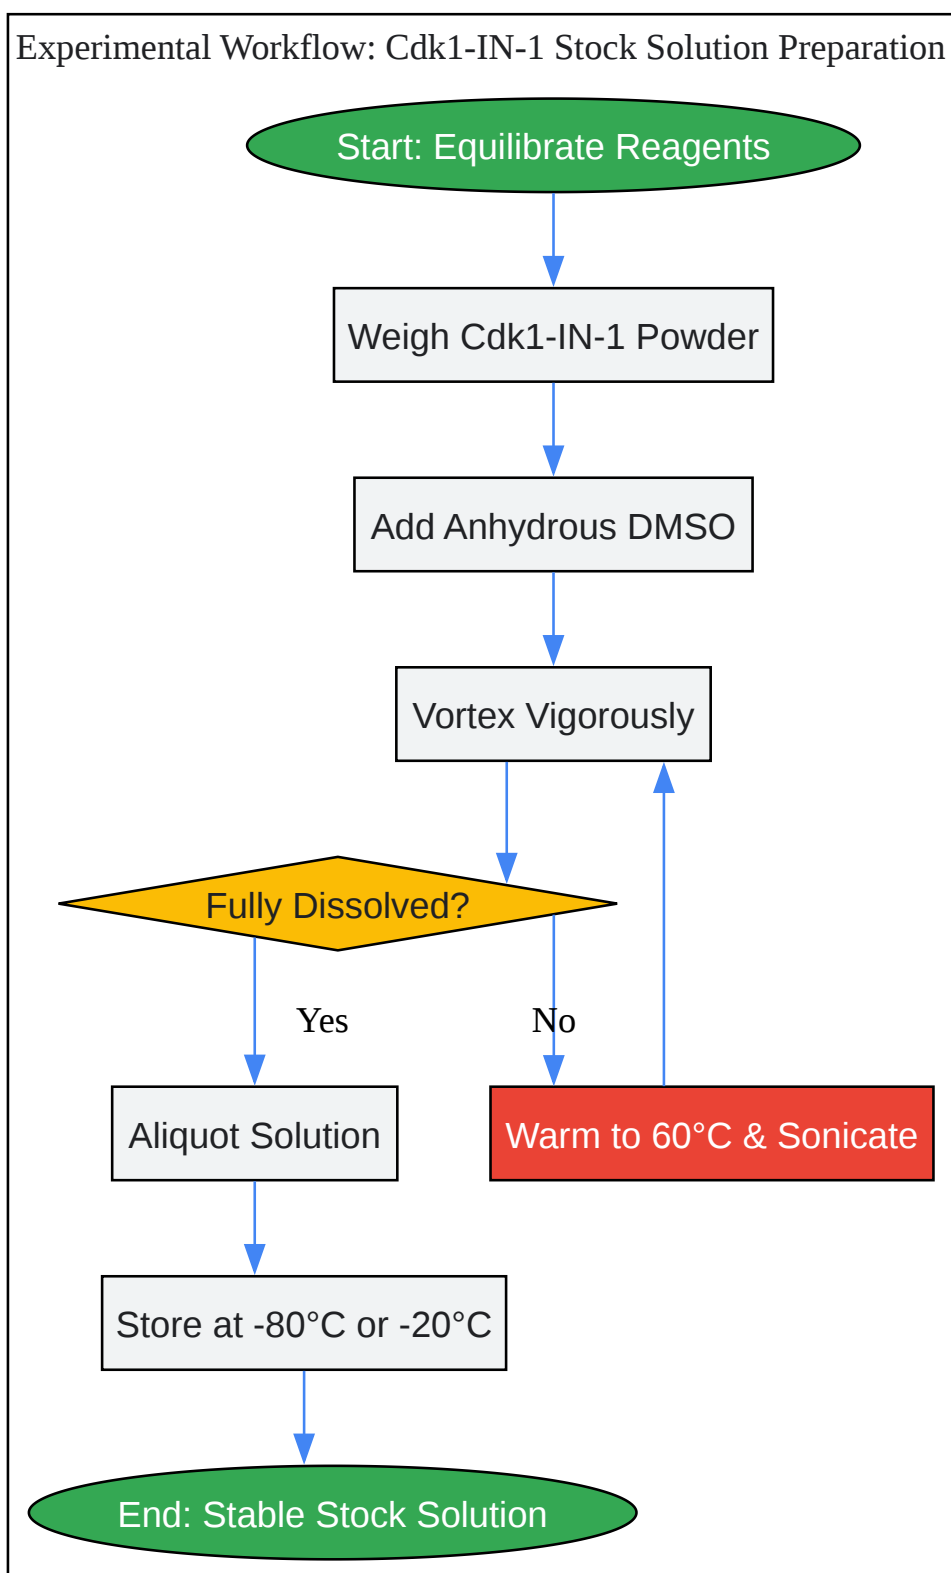 Experimental Workflow: Cdk1-IN-1 Stock Solution Preparation
Start: Equilibrate Reagents
Weigh Cdk1-IN-1 Powder
Add Anhydrous DMSO
Vortex Vigorously
Fully Dissolved?
Yes
No
Aliquot Solution
Warm to 60°C & Sonicate
Store at -80°C or -20°C
End: Stable Stock Solution